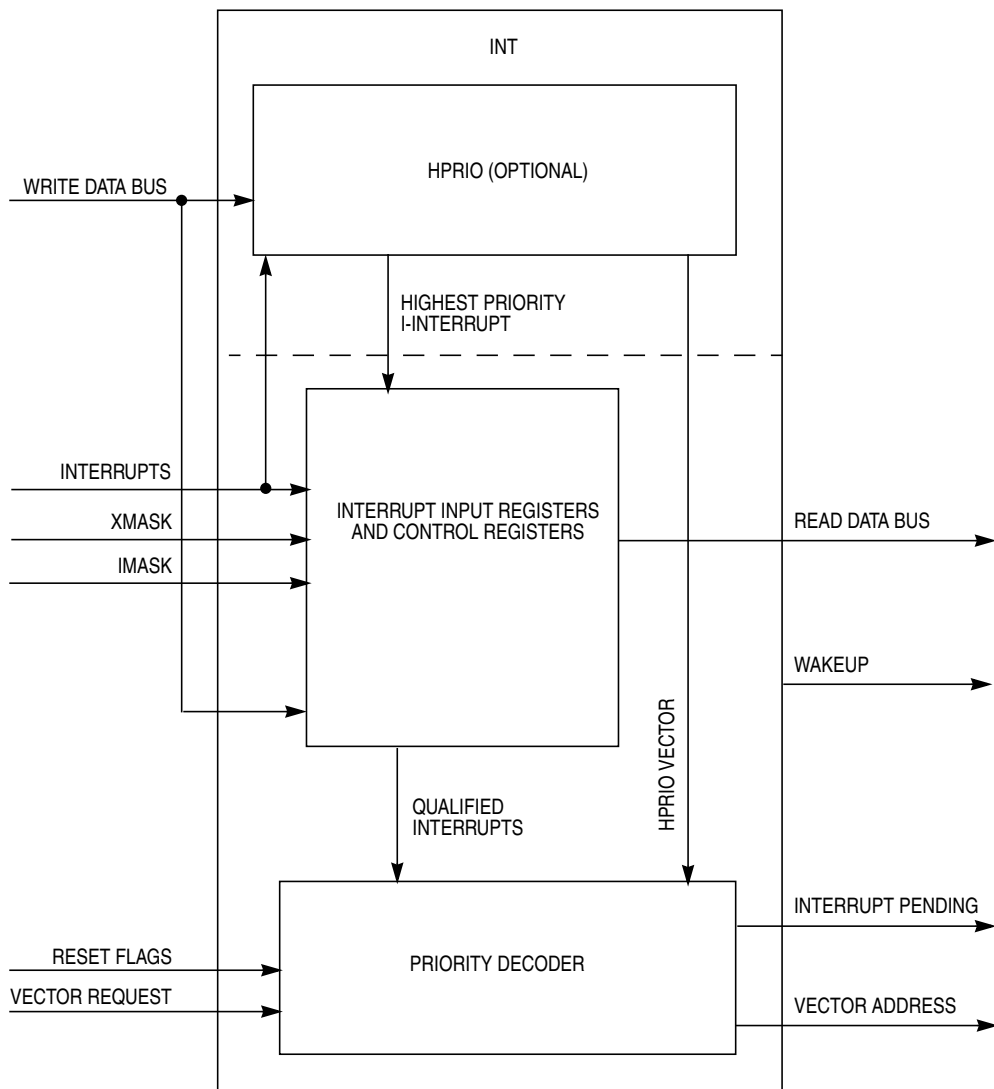 INT
HPRIO (OPTIONAL)
WRITE DATA BUS
HIGHEST PRIORITY
I-INTERRUPT
INTERRUPTS
XMASK
IMASK
INTERRUPT INPUT REGISTERS
AND CONTROL REGISTERS
READ DATA BUS
WAKEUP
HPRIO VECTOR
QUALIFIED
INTERRUPTS
INTERRUPT PENDING
RESET FLAGS
PRIORITY DECODER
VECTOR REQUEST
VECTOR ADDRESS